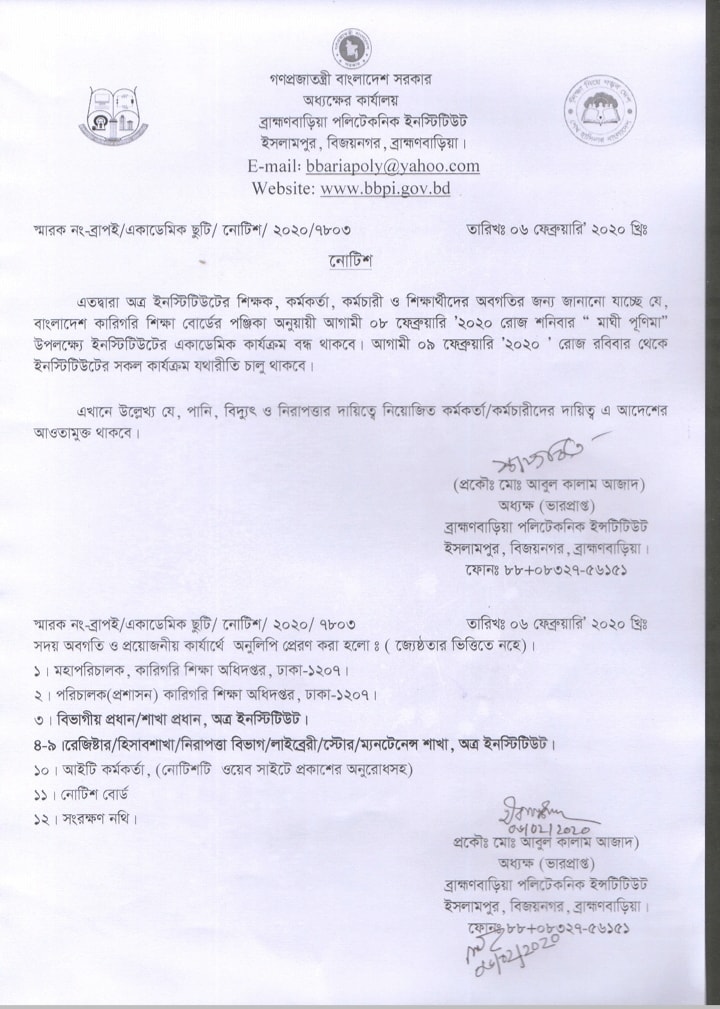 গণপ্রজাতন্ত্রী বাংলাদেশ সরকার
অধ্যক্ষের কার্যালয়
ব্রাহ্মণবাড়িয়া পলিটেকনিক ইনস্টিটিউট
ইসলামপুর, বিজয়নগর, ব্রাহ্মণবাড়িয়া।
E-mail: bbariapoly@yahoo.com
Website: www.bbpi.gov.bd
স্মারক নং-ব্রাপই/একাডেমিক ছুটি/ নোটিশ/ ২০২০/৭৮০৩ তারিখঃ ০৬ ফেব্রুয়ারি' ২০২০ খ্রিঃ
নোটিশ
এতদ্বারা অত্র ইনস্টিটিউটের শিক্ষক, কর্মকর্তা, কর্মচারী ও শিক্ষার্থীদের অবগতির জন্য জানানো যাচ্ছে যে,
বাংলাদেশ কারিগরি শিক্ষা বোর্ডের পঞ্জিকা অনুয়ায়ী আগামী ০৮ ফেব্রুয়ারি '২০২০ রোজ শনিবার “ মাঘী পূণিমা”
উপলক্ষ্যে ইনস্টিটিউটের একাডেমিক কার্যক্রম বন্ধ থাকবে। আগামী ০৯ ফেব্রুয়ারি '২০২০ ' রোজ রবিবার থেকে
ইনস্টিটিউটের সকল কার্যক্রম যথারীতি চালু থাকবে।
এখানে উল্লেখ্য যে, পানি, বিদ্যুৎ ও নিরাপত্তার দায়িত্বে নিয়োজিত কর্মকর্তা/কর্মচারীদের দায়িত্ব এ আদেশের
আওতামুক্ত থাকবে।
(প্রকৌঃ মোঃ আবুল কালাম আজাদ)
অধ্যক্ষ (ভারপ্রাপ্ত)
ব্রাহ্মণবাড়িয়া পলিটেকনিক ইন্সটিটিউট
ইসলামপুর, বিজয়নগর, ব্রাহ্মণবাড়িয়া।
ফোনঃ ৮৮+০৮৩২৭-৫৬১৫১
স্মারক নং-ব্রাপই/একাডেমিক ছুটি/ নোটিশ/ ২০২০/ ৭৮০৩ তারিখঃ ০৬ ফেব্রুয়ারি' ২০২০ খ্রিঃ
সদয় অবগতি ও প্রয়োজনীয় কার্যার্থে অনুলিপি প্রেরণ করা হলো ঃ ( জ্যেষ্ঠতার ভিত্তিতে নহে)।
১। মহাপরিচালক, কারিগরি শিক্ষা অধিদপ্তর, ঢাকা-১২০৭।
২। পরিচালক(প্রশাসন) কারিগরি শিক্ষা অধিদপ্তর, ঢাকা-১২০৭।
৩। বিভাগীয় প্রধান/শাখা প্রধান, অত্র ইনস্টিটিউট।
৪-৯।রেজিষ্টার/হিসাবশাখা/নিরাপত্তা বিভাগ/লাইব্রেরী/স্টোর/ম্যনটেনেন্স শাখা, অত্র ইনস্টিটিউট।
১০। আইটি কর্মকর্তা, (নোটিশটি ওয়েব সাইটে প্রকাশের অনুরোধসহ)
১১। নোটিশ বোর্ড
১২। সংরক্ষণ নথি।
০৬/02/2020
প্রকৌঃ মোঃ আবুল কালাম আজাদ)
অধ্যক্ষ (ভারপ্রাপ্ত)
ব্রাহ্মণবাড়িয়া পলিটেকনিক ইন্সটিটিউট
ইসলামপুর, বিজয়নগর, ব্রাহ্মণবাড়িয়া।
ফোনঃ৮৮+০৮৩২৭-৫৬১৫১
০৬/02/2020